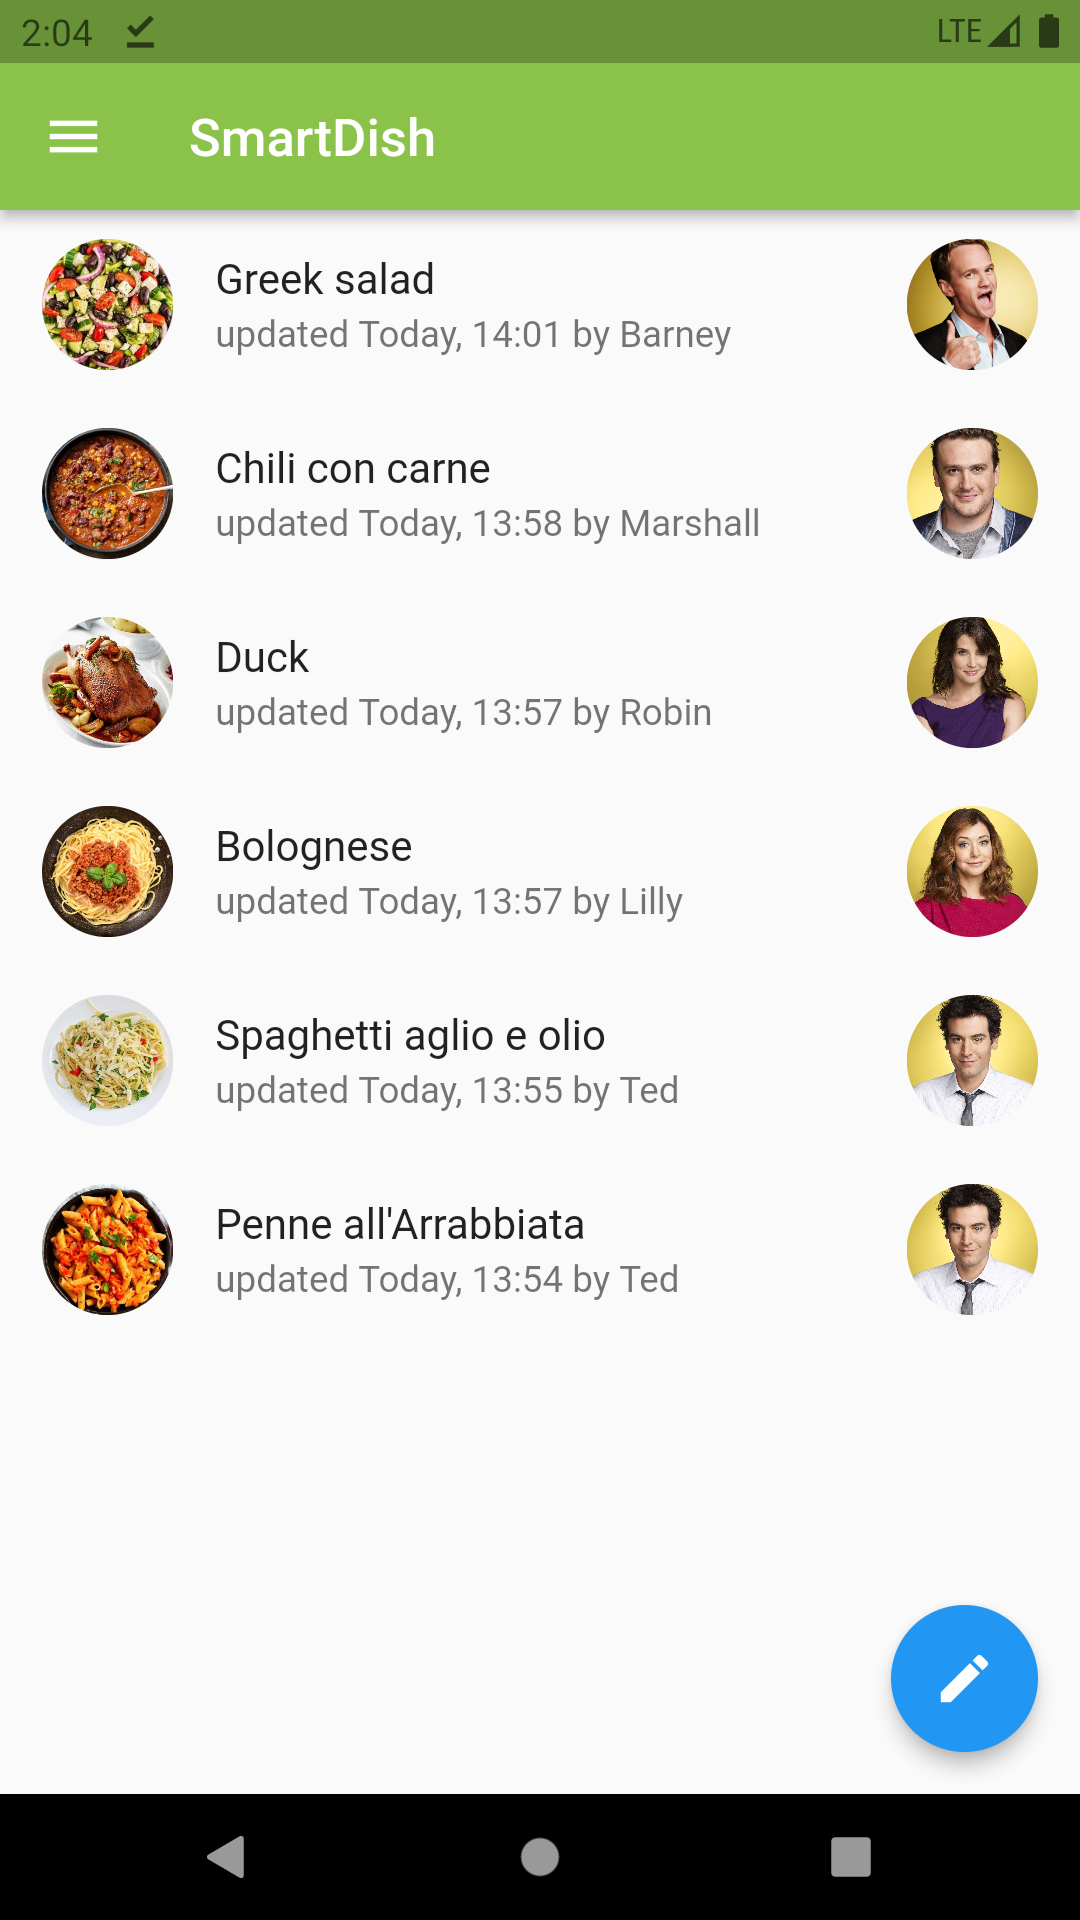 2:04
LTE
SmartDish
Greek salad
updated Today, 14:01 by Barney
Chili con carne
updated Today, 13:58 by Marshall
Duck
updated Today, 13:57 by Robin
Bolognese
updated Today, 13:57 by Lilly
Spaghetti aglio e olio
updated Today, 13:55 by Ted
Penne all'Arrabbiata
updated Today, 13:54 by Ted